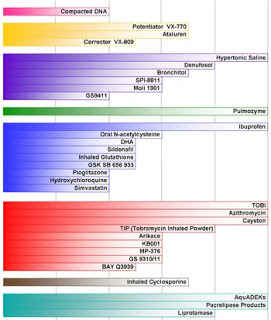 Compacted DNA
Potentiator VX-770
Ataluren
Corrector VX-809
Hypertonic Saline
Denufosol
Bronchitol
SPI-8811
Moli 1901
GS9411
Pulmozyme
Ibuprofen
Oral N-acetylcysteine
DHA
Sildenafil
Inhaled Glutathione
GSK SB 656 933
Pioglitazone
Hydroxychloroquine
Simvastatin
TOBI
Azithromycin
Cayston
TIP (Tobramycin Inhaled Powder)
Arikace
KB001
MP-376
GS 9310/11
BAY Q3939
Inhaled Cyclosporine
AquADEKs
Pacrelipase Products
Liprotamase